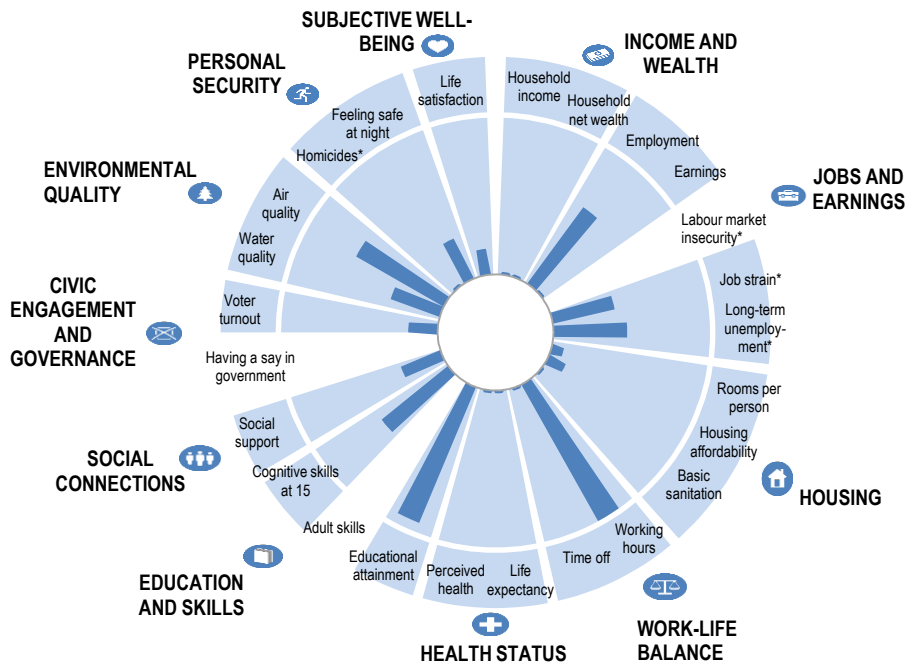 SUBJECTIVE WELL-
BEING
INCOME AND
WEALTH
Household
income
Household
net wealth
Employment
Earnings
JOBS AND
EARNINGS
Labour market
insecurity*
Job strain*
Long-term
unemploy-
ment*
Rooms per
person
Housing
affordability
Basic
sanitation
HOUSING
Working
hours
Time off
WORK-LIFE
BALANCE
Life
expectancy
Perceived
health
HEALTH STATUS
Educational
attainment
Adult skills
Cognitive skills
at 15
EDUCATION
AND SKILLS
Social
support
SOCIAL
CONNECTIONS
Having a say in
government
Voter
turnout
CIVIC
ENGAGEMENT
AND
GOVERNANCE
Water
quality
Air
quality
ENVIRONMENTAL
QUALITY
Homicides*
Feeling safe
at night
PERSONAL
SECURITY
Life
satisfaction